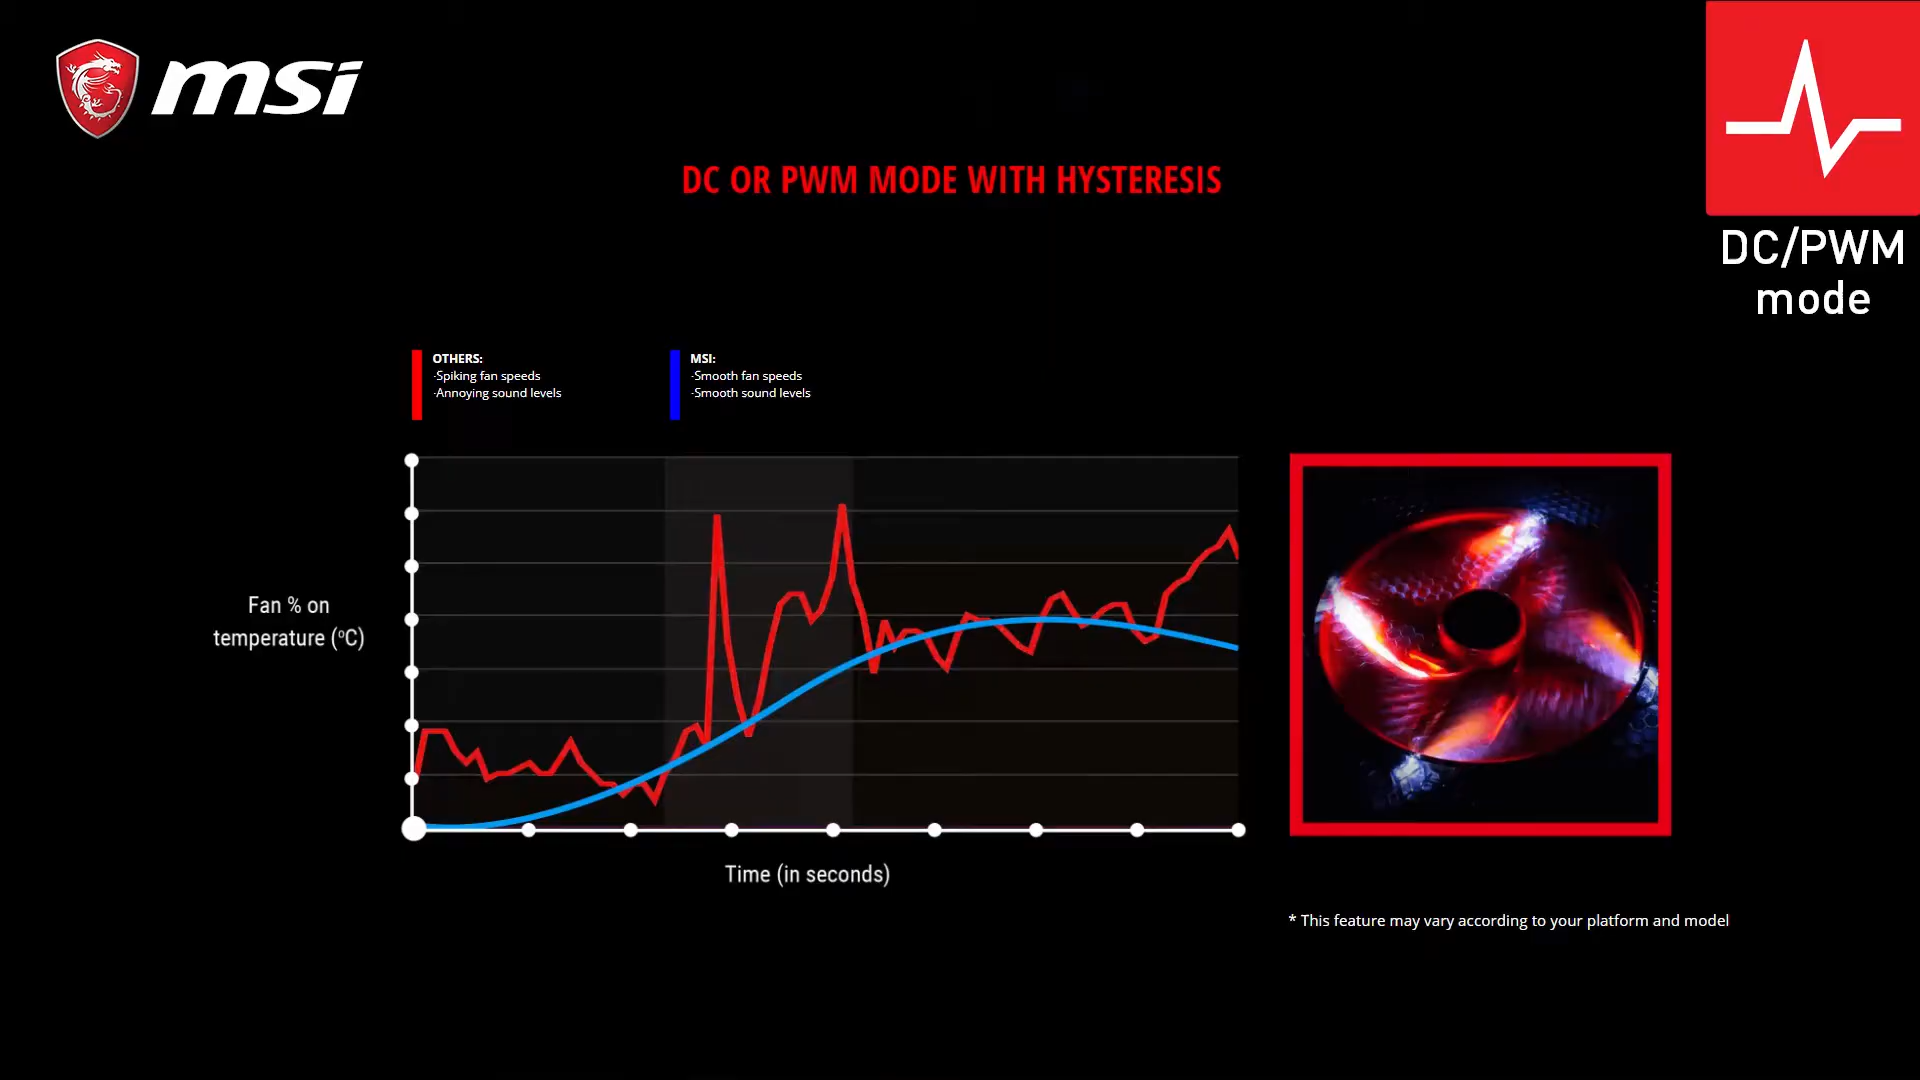 msi
DC OR PWM MODE WITH HYSTERESIS
DC/PWM
mode
OTHERS:
·Spiking fan speeds
·Annoying sound levels
MSI:
·Smooth fan speeds
·Smooth sound levels
Fan % on
temperature (ºC)
Time (in seconds)
* This feature may vary according to your platform and model